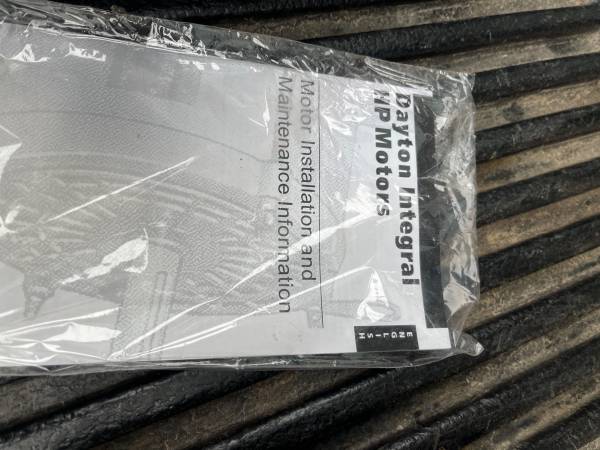 Dayton Integral
HP Motors
Motor Installation and
Maintenance Information
ENGLISH